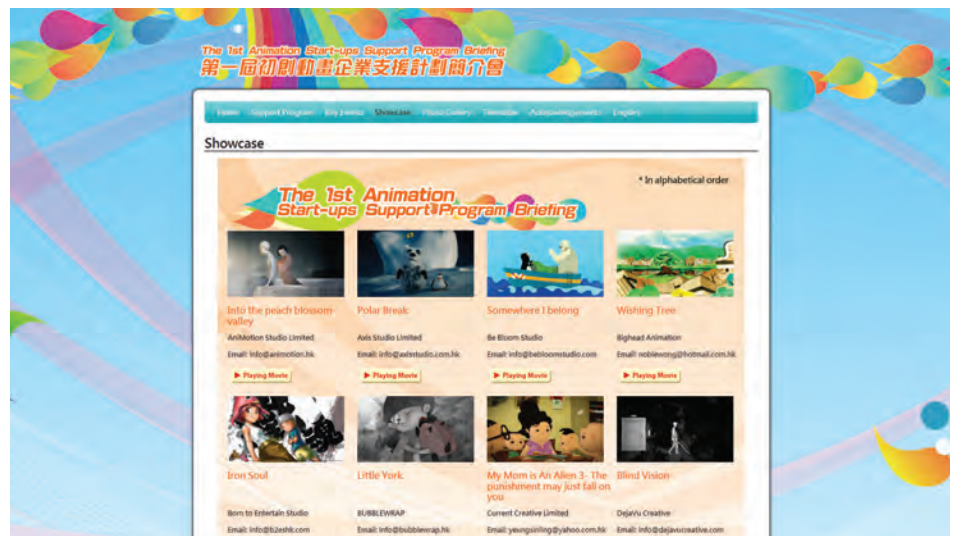 The 1st Animation Start-ups Support Program Briefing
第一屆初創動畫企業支援計劃簡介會
Home Support Program Key Events Showcase Photo Gallery Timetable Acknowledgements Enquiry
Showcase
* In alphabetical order
The 1st Animation
Start-ups Support Program Briefing
Into the peach blossom valley
AniMotion Studio Limited
Email: info@animotion.hk
Playing Movie
Polar Break
Axis Studio Limited
Email: info@axisstudio.com.hk
Playing Movie
Somewhere I belong
Be Bloom Studio
Email: info@bebloomstudio.com
Playing Movie
Wishing Tree
Bighead Animation
Email: noblewong@hotmail.com.hk
Playing Movie
Iron Soul
Born to Entertain Studio
Email: info@b2eshk.com
Little York
BUBBLEWRAP
Email: info@bubblewrap.hk
My Mom is An Alien 3- The
punishment may just fall on
you
Current Creative Limited
Email: yeungsinling@yahoo.com.hk
Blind Vision
DejaVu Creative
Email: info@dejavucreative.com